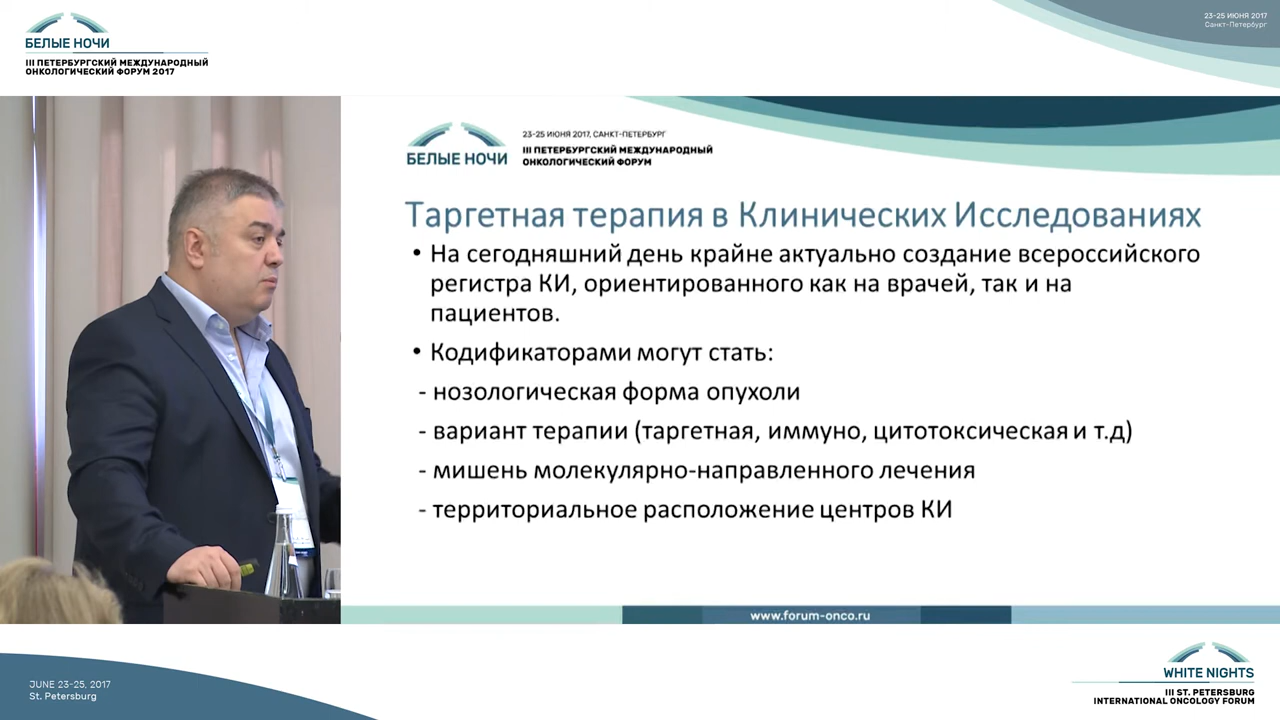 БЕЛЫЕ НОЧИ
III ПЕТЕРБУРГСКИЙ МЕЖДУНАРОДНЫЙ
ОНКОЛОГИЧЕСКИЙ ФОРУМ 2017
23-25 ИЮНЯ 2017
Санкт-Петербург
БЕЛЫЕ НОЧИ
23-25 ИЮНЯ 2017, САНКТ-ПЕТЕРБУРГ
III ПЕТЕРБУРГСКИЙ МЕЖДУНАРОДНЫЙ
ОНКОЛОГИЧЕСКИЙ ФОРУМ
Таргетная терапия в Клинических Исследованиях
• На сегодняшний день крайне актуально создание всероссийского
регистра КИ, ориентированного как на врачей, так и на
пациентов.
• Кодификаторами могут стать:
- нозологическая форма опухоли
- вариант терапии (таргетная, иммуно, цитотоксическая и т.д)
- мишень молекулярно-направленного лечения
- территориальное расположение центров КИ
www.forum-onco.ru
JUNE 23-25, 2017
St. Petersburg
WHITE NIGHTS
III ST. PETERSBURG
INTERNATIONAL ONCOLOGY FORUM